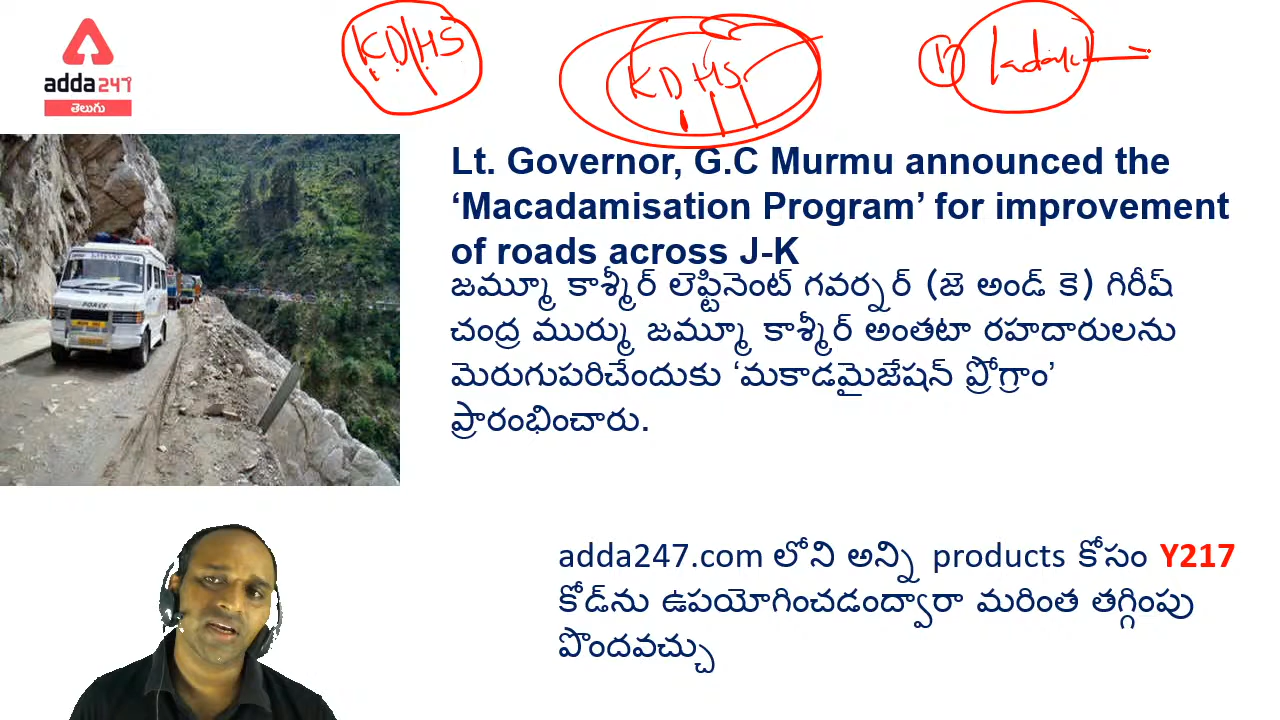 KDHS
KDHS
adda247
తెలుగు
Lt. Governor, G.C Murmu announced the
‘Macadamisation Program’ for improvement
of roads across J-K
జమ్మూ కాశ్మీర్ లెఫ్టినెంట్ గవర్నర్ (జె అండ్ కె) గిరీష్
చంద్ర ముర్ము జమ్మూ కాశ్మీర్ అంతటా రహదారులను
మెరుగుపరిచేందుకు ‘మకాడమైజేషన్ ప్రోగ్రాం’
ప్రారంభించారు.
FORCE
adda247.com లోని అన్ని products కోసం Y217
కోడ్‌ను ఉపయోగించడంద్వారా మరింత తగ్గింపు
పొందవచ్చు